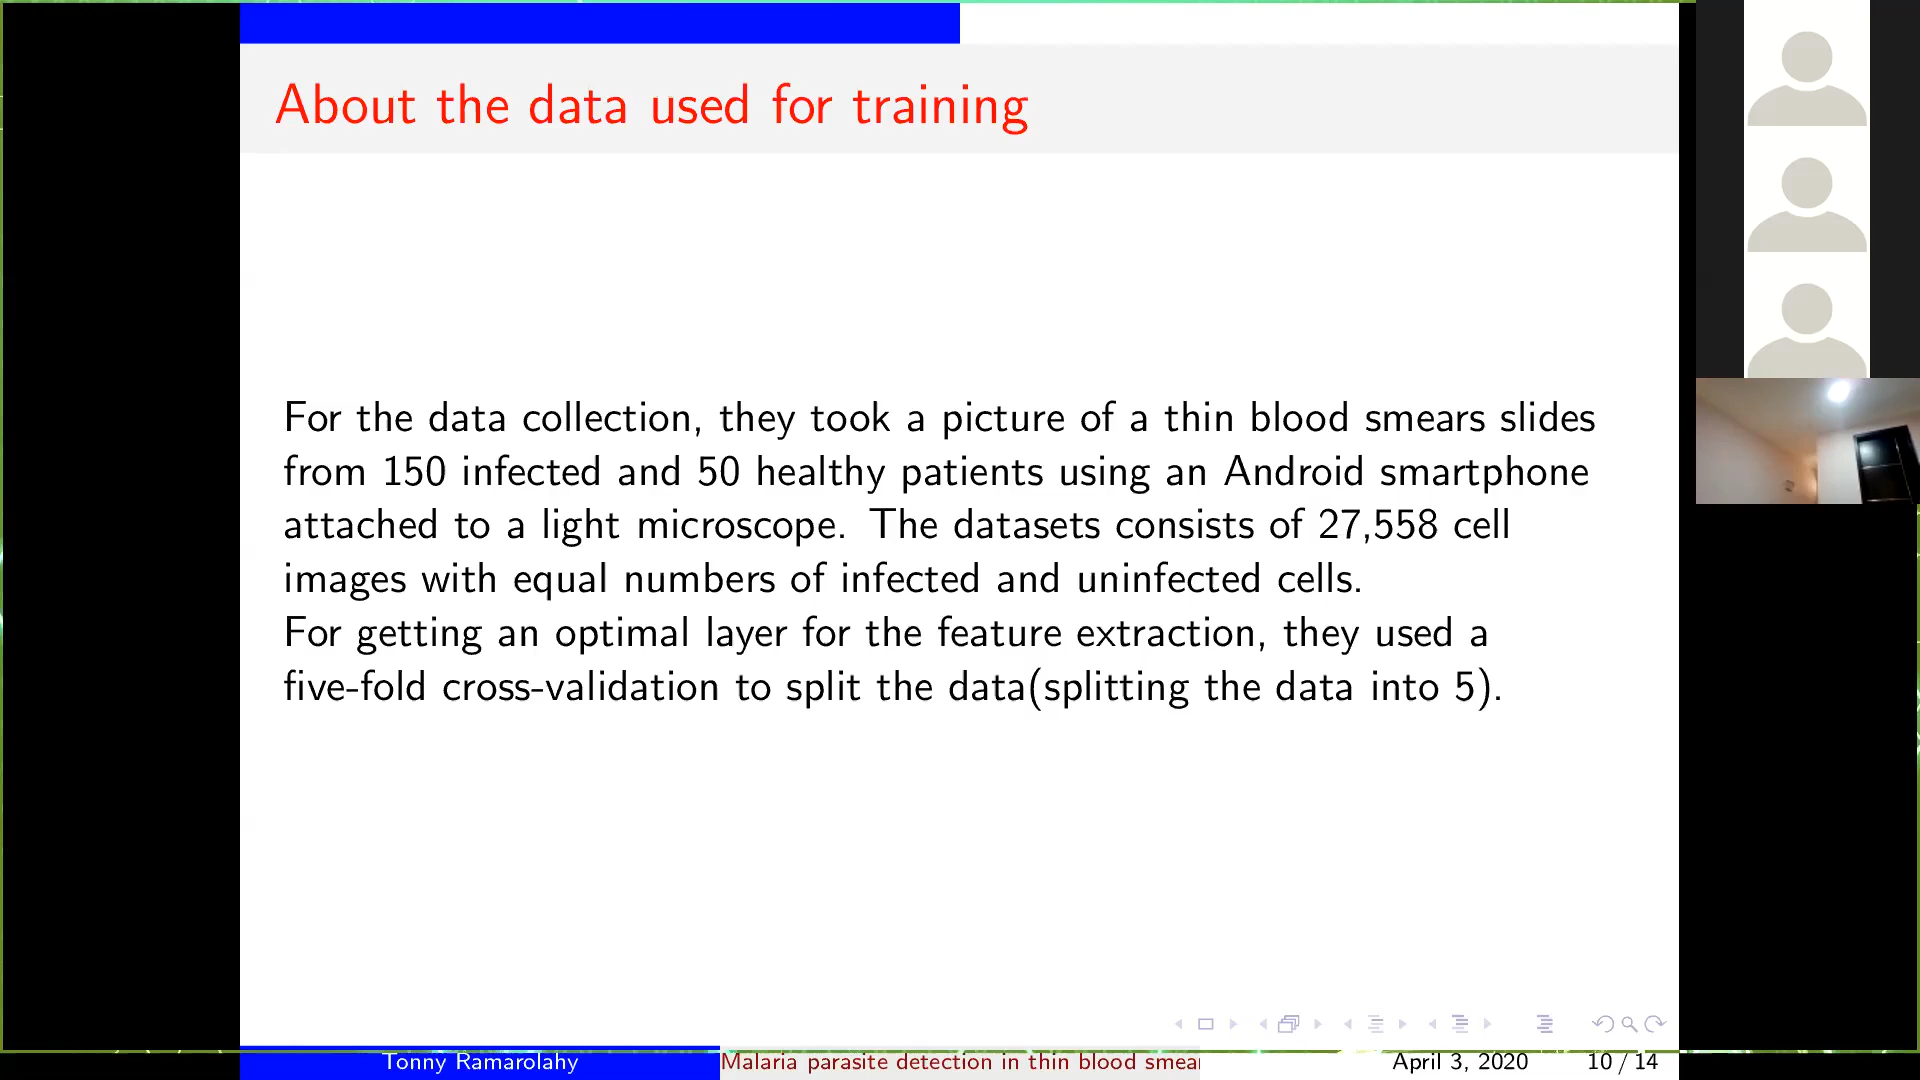 About the data used for training
For the data collection, they took a picture of a thin blood smears slides
from 150 infected and 50 healthy patients using an Android smartphone
attached to a light microscope. The datasets consists of 27,558 cell
images with equal numbers of infected and uninfected cells.
For getting an optimal layer for the feature extraction, they used a
five-fold cross-validation to split the data(splitting the data into 5).
Tonny Ramarolahy
Malaria parasite detection in thin blood smear
April 3, 2020
10 / 14